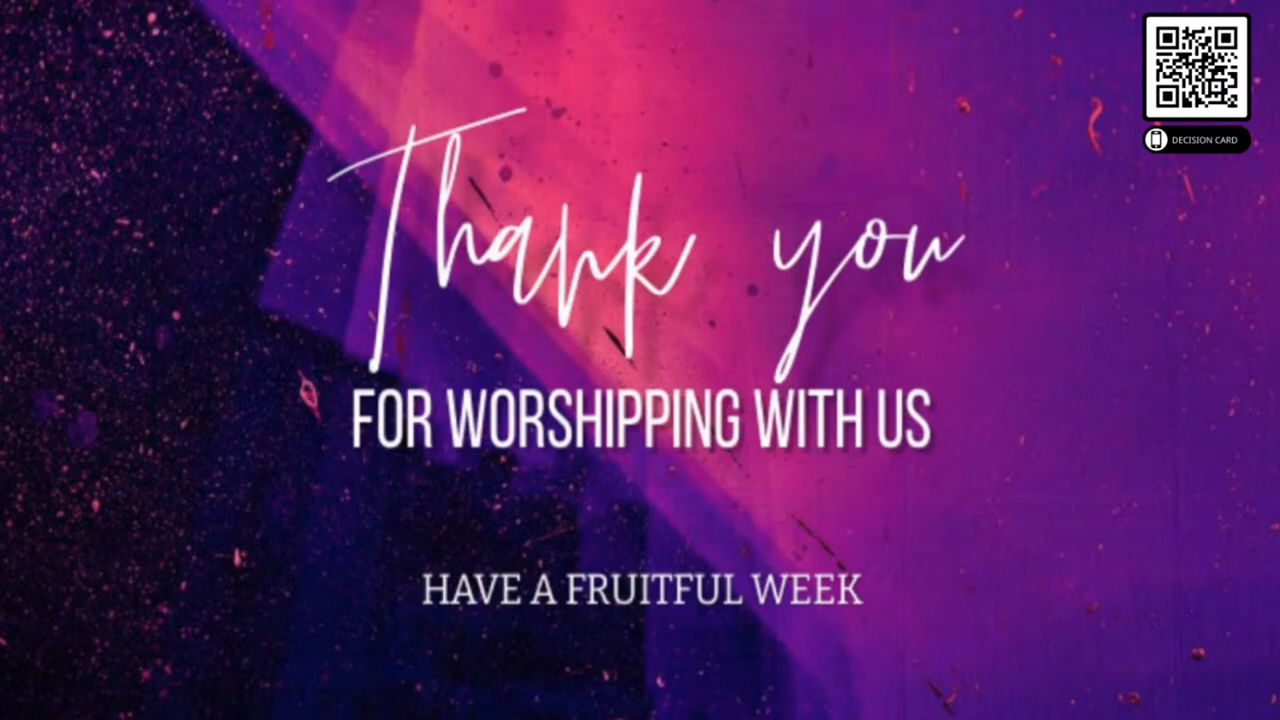 DECISION CARD
Thank you
FOR WORSHIPPING WITH US
HAVE A FRUITFUL WEEK